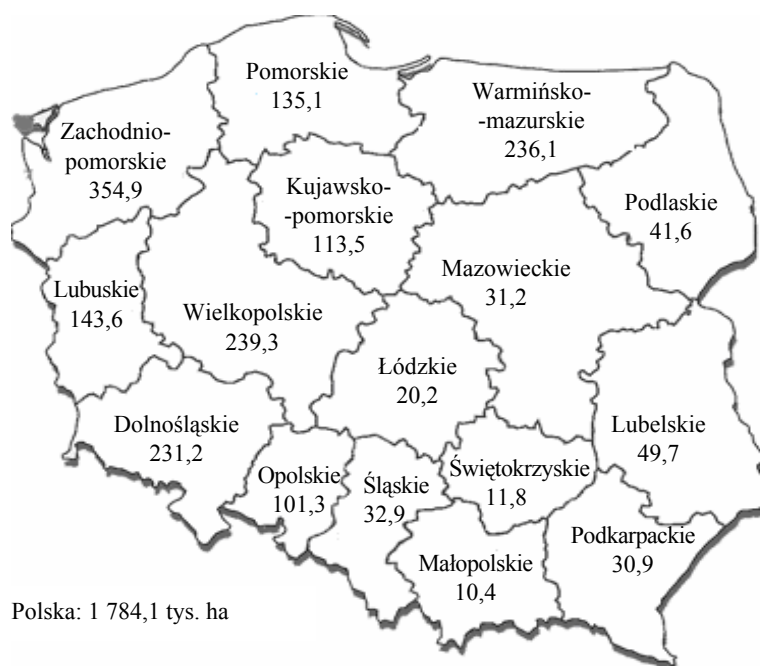 Pomorskie
135,1
Warmińsko-
-mazurskie
236,1
Zachodnio-
pomorskie
354,9
Kujawsko-
-pomorskie
113,5
Podlaskie
41,6
Mazowieckie
31,2
Lubuskie
143,6
Wielkopolskie
239,3
Łódzkie
20,2
Dolnośląskie
231,2
Lubelskie
49,7
Opolskie
101,3
Śląskie
32,9
Świętokrzyskie
11,8
Małopolskie
10,4
Podkarpackie
30,9
Polska: 1 784,1 tys. ha